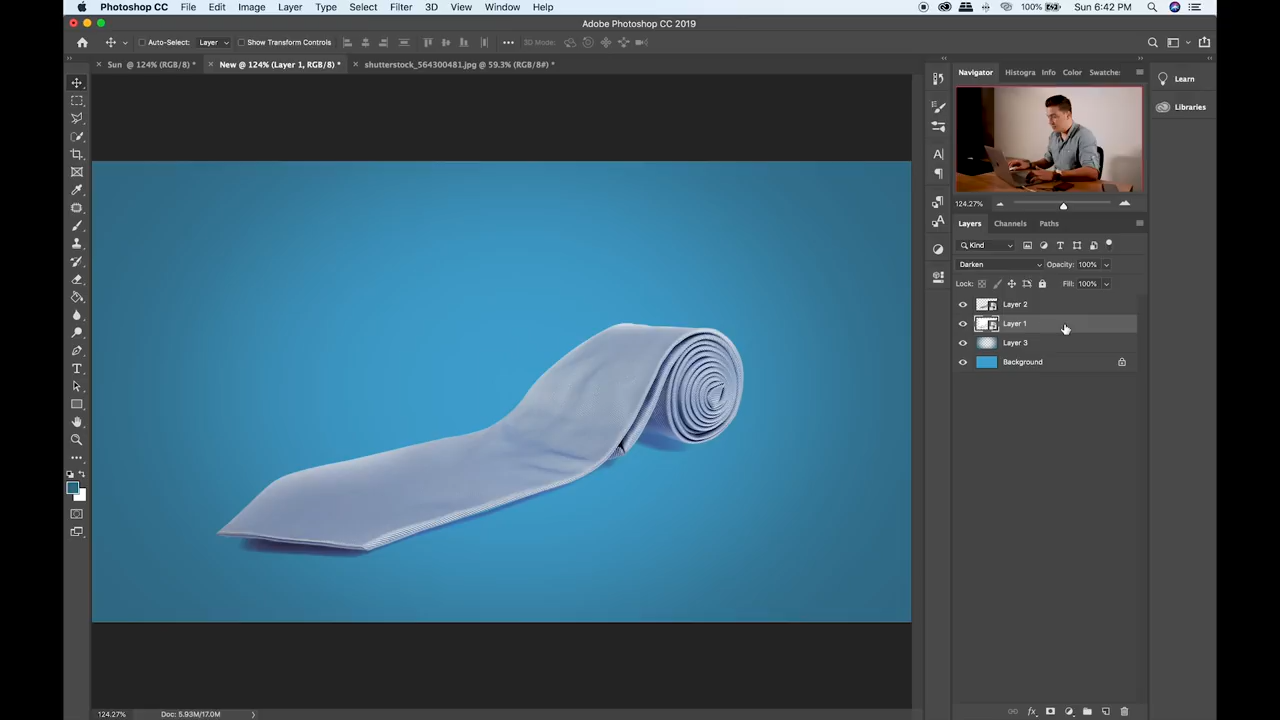 Photoshop CC File Edit Image Layer Type Select Filter 3D View Window Help 100% Sun 6:42 PM
Adobe Photoshop CC 2019
Auto-Select: Layer Show Transform Controls 3D Mode:
Sun @ 124% (RGB/8) * New @ 124% (Layer 1, RGB/8) * shutterstock_564300481.jpg @ 59.3% (RGB/8#) *
Navigator Histogra Info Color Swatche:
Learn
Libraries
124.27%
Layers Channels Paths
Kind
Darken Opacity: 100%
Lock: Fill: 100%
Layer 2
Layer 1
Layer 3
Background
124.27% Doc: 5.93M/17.0M